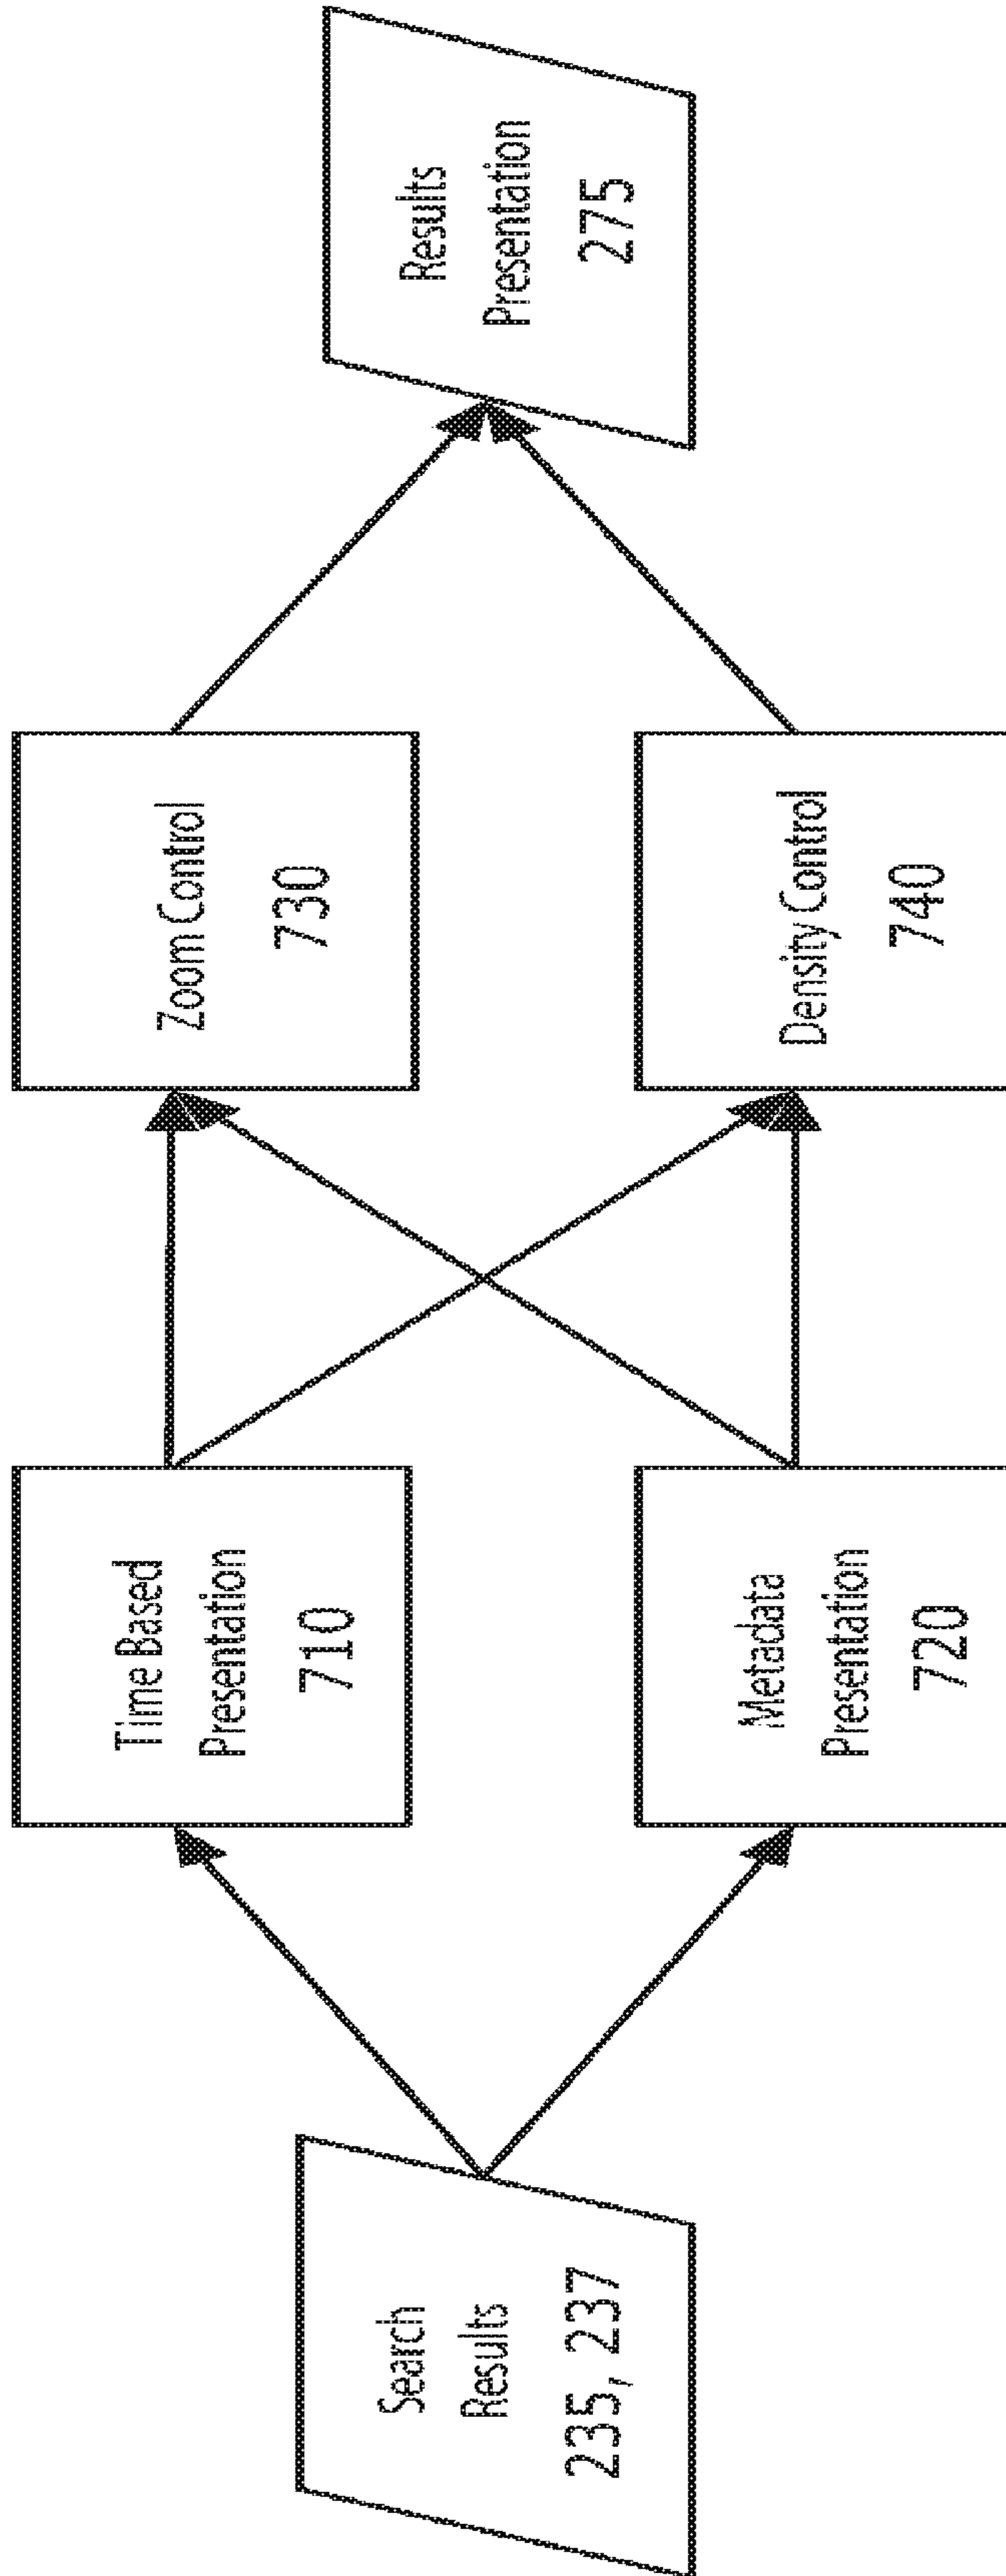 Search
Results
235, 237
Time Based
Presentation
710
Metadata
Presentation
720
Zoom Control
730
Density Control
740
Results
Presentation
275